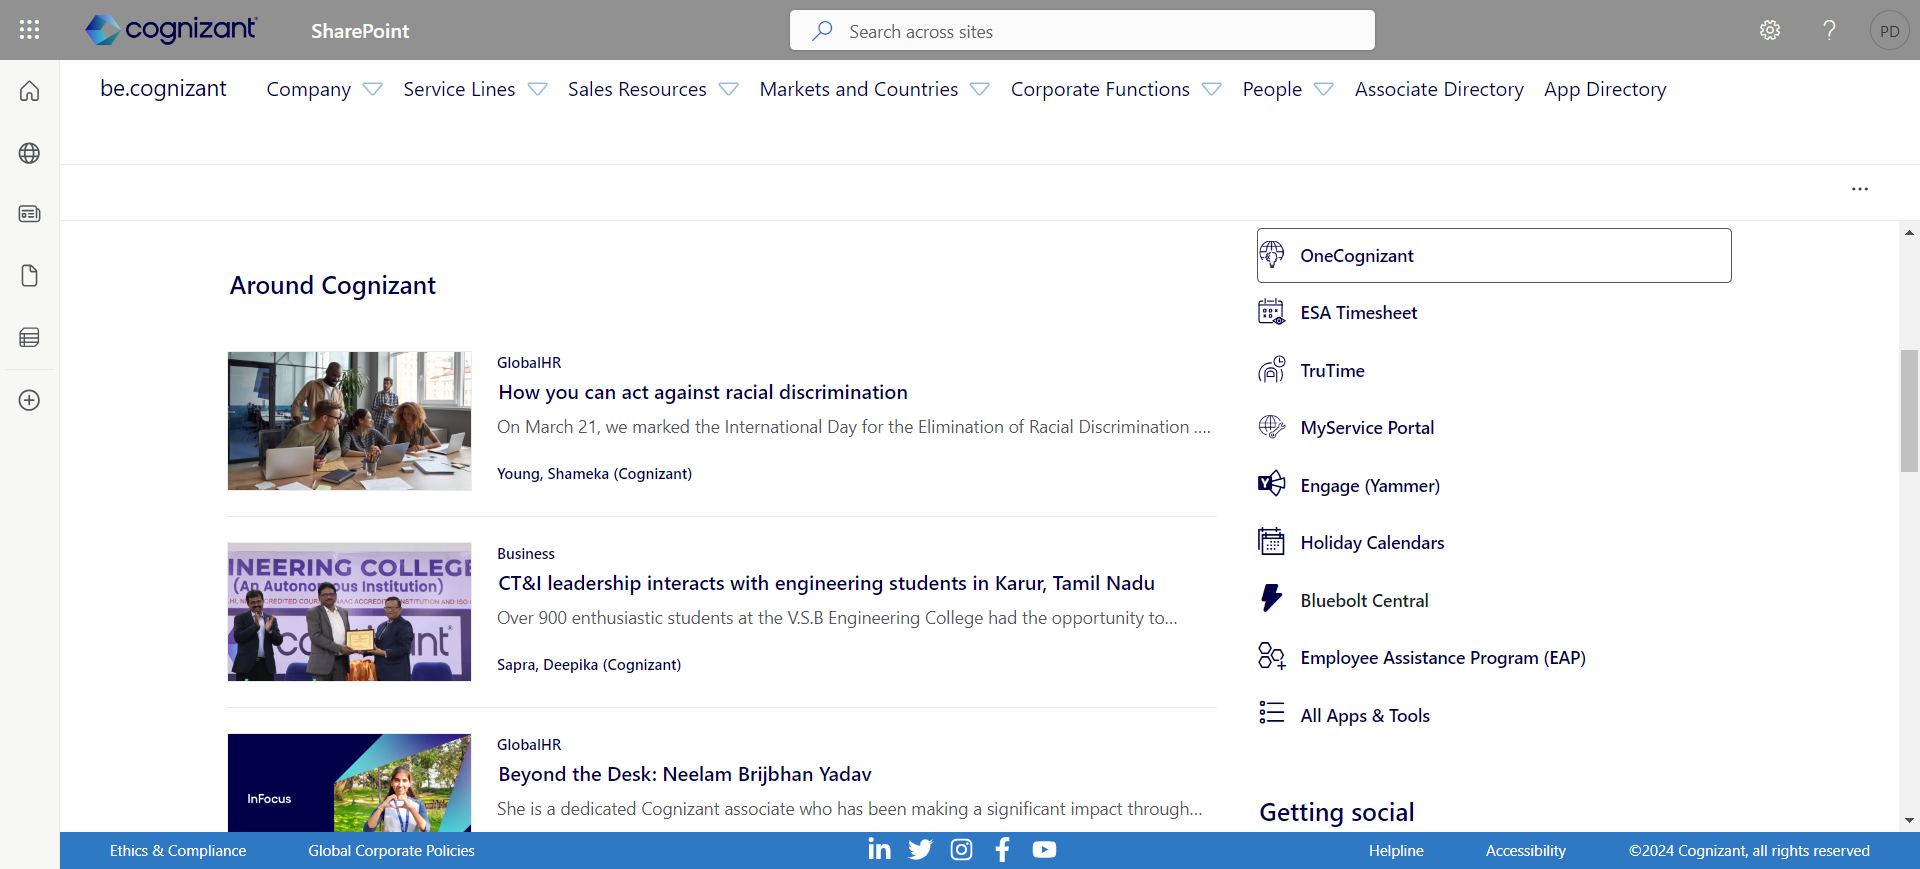 cognizant
SharePoint
Search across sites
PD
be.cognizant
Company
Service Lines
Sales Resources
Markets and Countries
Corporate Functions
People
Associate Directory
App Directory
Around Cognizant
GlobalHR
How you can act against racial discrimination
On March 21, we marked the International Day for the Elimination of Racial Discrimination ....
Young, Shameka (Cognizant)
INEERING COLLEGE
(An Autonomous Institution)
Business
CT&I leadership interacts with engineering students in Karur, Tamil Nadu
Over 900 enthusiastic students at the V.S.B Engineering College had the opportunity to...
Sapra, Deepika (Cognizant)
InFocus
GlobalHR
Beyond the Desk: Neelam Brijbhan Yadav
She is a dedicated Cognizant associate who has been making a significant impact through...
OneCognizant
ESA Timesheet
TruTime
MyService Portal
Engage (Yammer)
Holiday Calendars
Bluebolt Central
Employee Assistance Program (EAP)
All Apps & Tools
Getting social
Ethics & Compliance
Global Corporate Policies
Helpline
Accessibility
©2024 Cognizant, all rights reserved